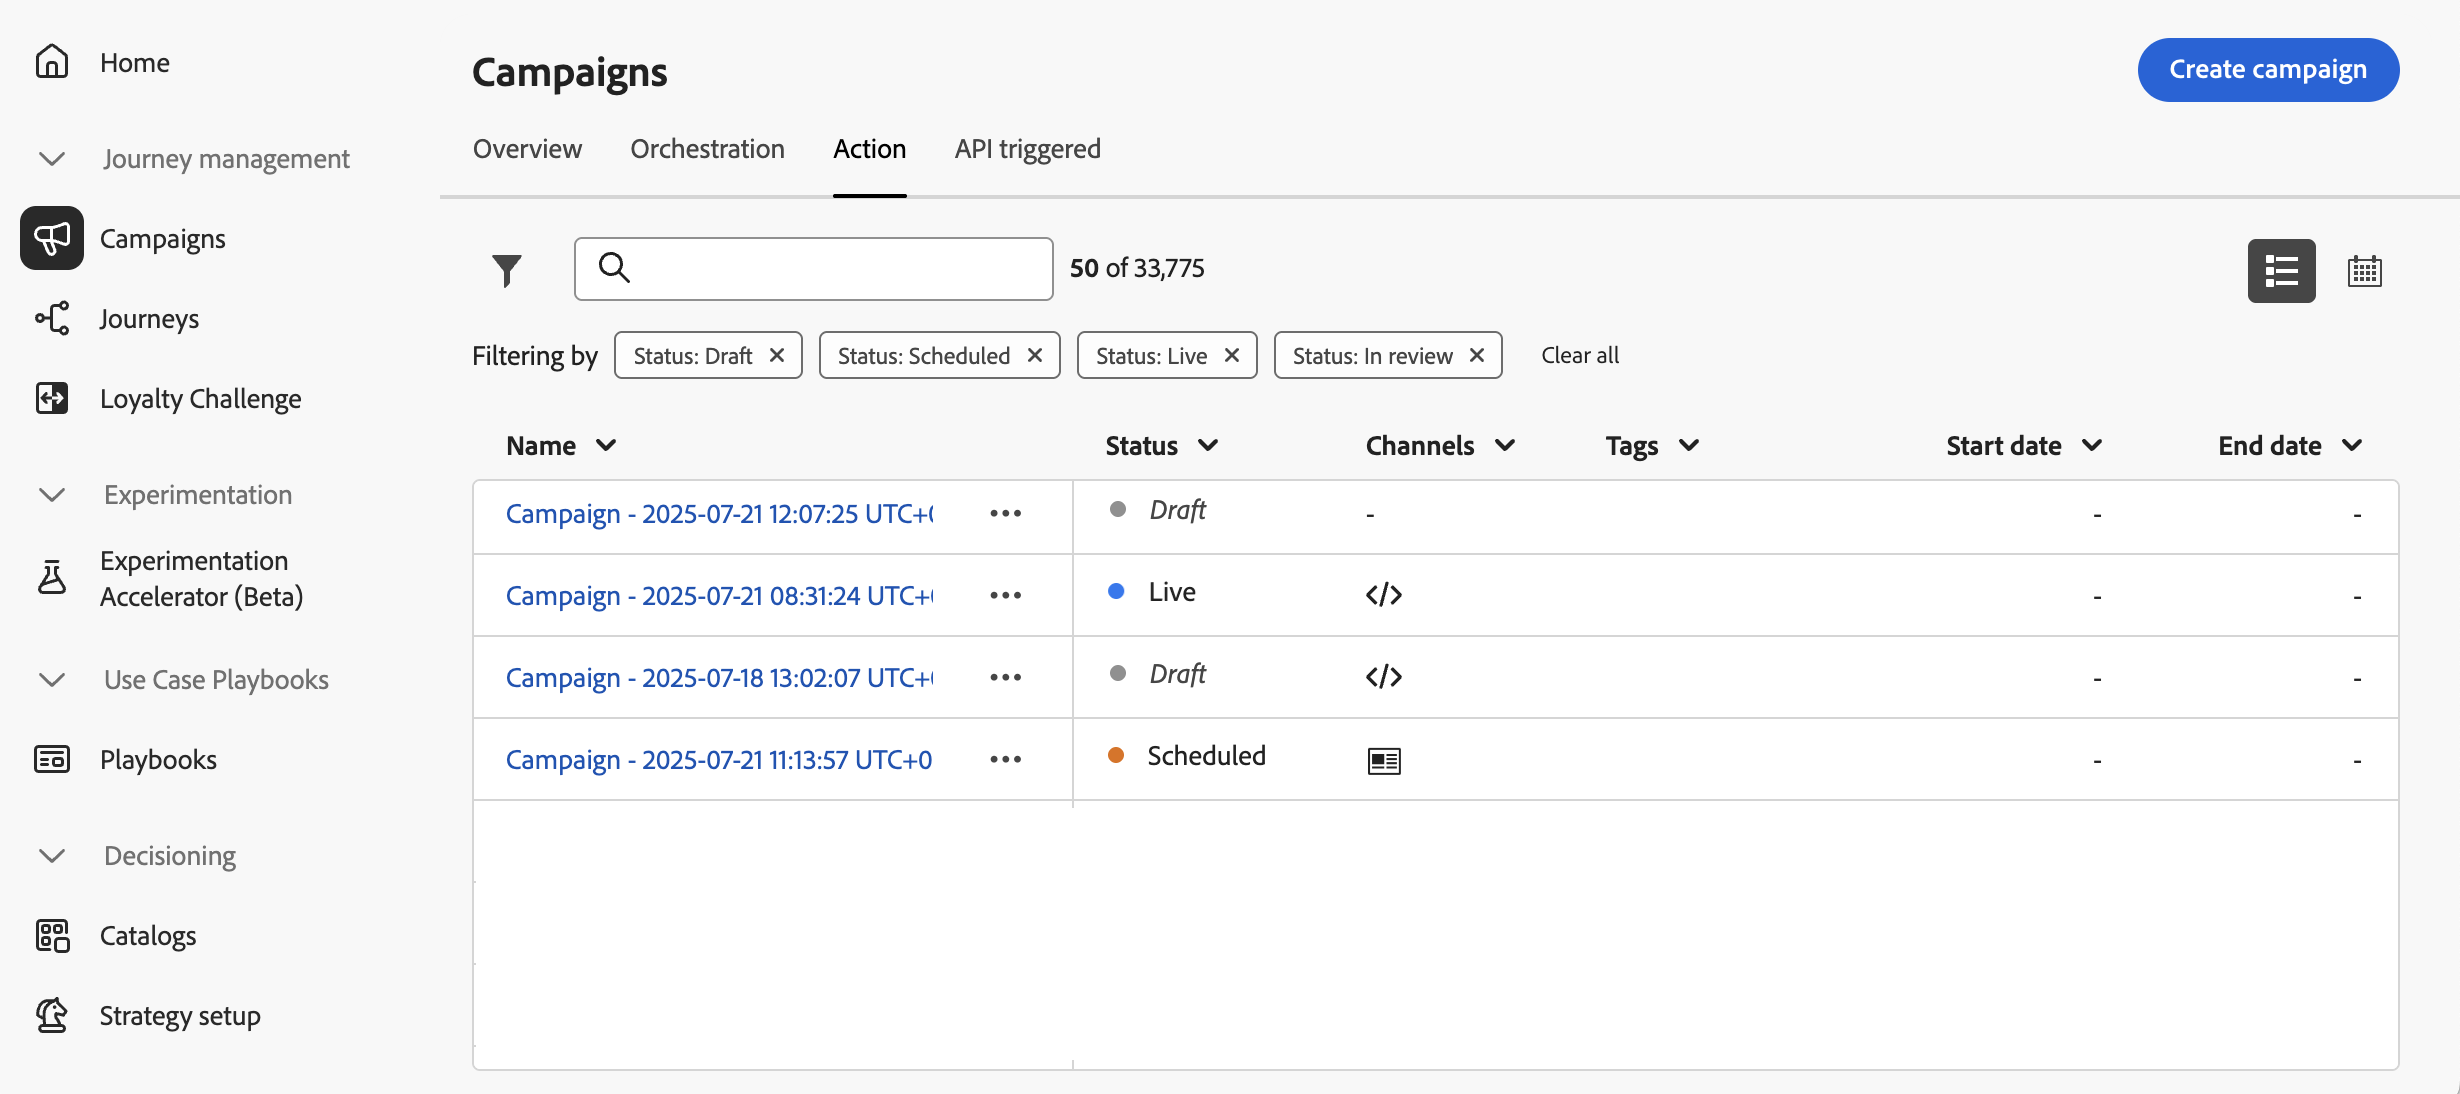 Home
Journey management
Campaigns
Journeys
Loyalty Challenge
Experimentation
Experimentation
Accelerator (Beta)
Use Case Playbooks
Playbooks
Decisioning
Catalogs
Strategy setup
Campaigns
Create campaign
Overview Orchestration Action API triggered
50 of 33,775
Filtering by Status: Draft Status: Scheduled Status: Live Status: In review Clear all
Name Status Channels Tags Start date End date
Campaign - 2025-07-21 12:07:25 UTC+ Draft - - -
Campaign - 2025-07-21 08:31:24 UTC+ Live - -
Campaign - 2025-07-18 13:02:07 UTC+ Draft - -
Campaign - 2025-07-21 11:13:57 UTC+0 Scheduled - -